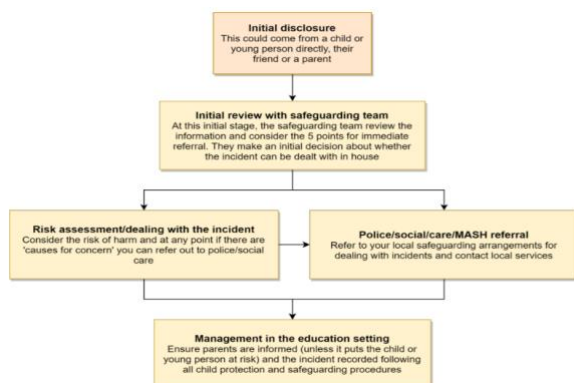 Initial disclosure
This could come from a child or
young person directly, their
friend or a parent
Initial review with safeguarding team
At this initial stage, the safeguarding team review the
information and consider the 5 points for immediate
referral. They make an initial decision about whether
the incident can be dealt with in house
Risk assessment/dealing with the incident
Consider the risk of harm and at any point if there are
'causes for concern' you can refer out to police/social
care
Police/social/care/MASH referral
Refer to your local safeguarding arrangements for
dealing with incidents and contact local services
Management in the education setting
Ensure parents are informed (unless it puts the child or
young person at risk) and the incident recorded following
all child protection and safeguarding procedures